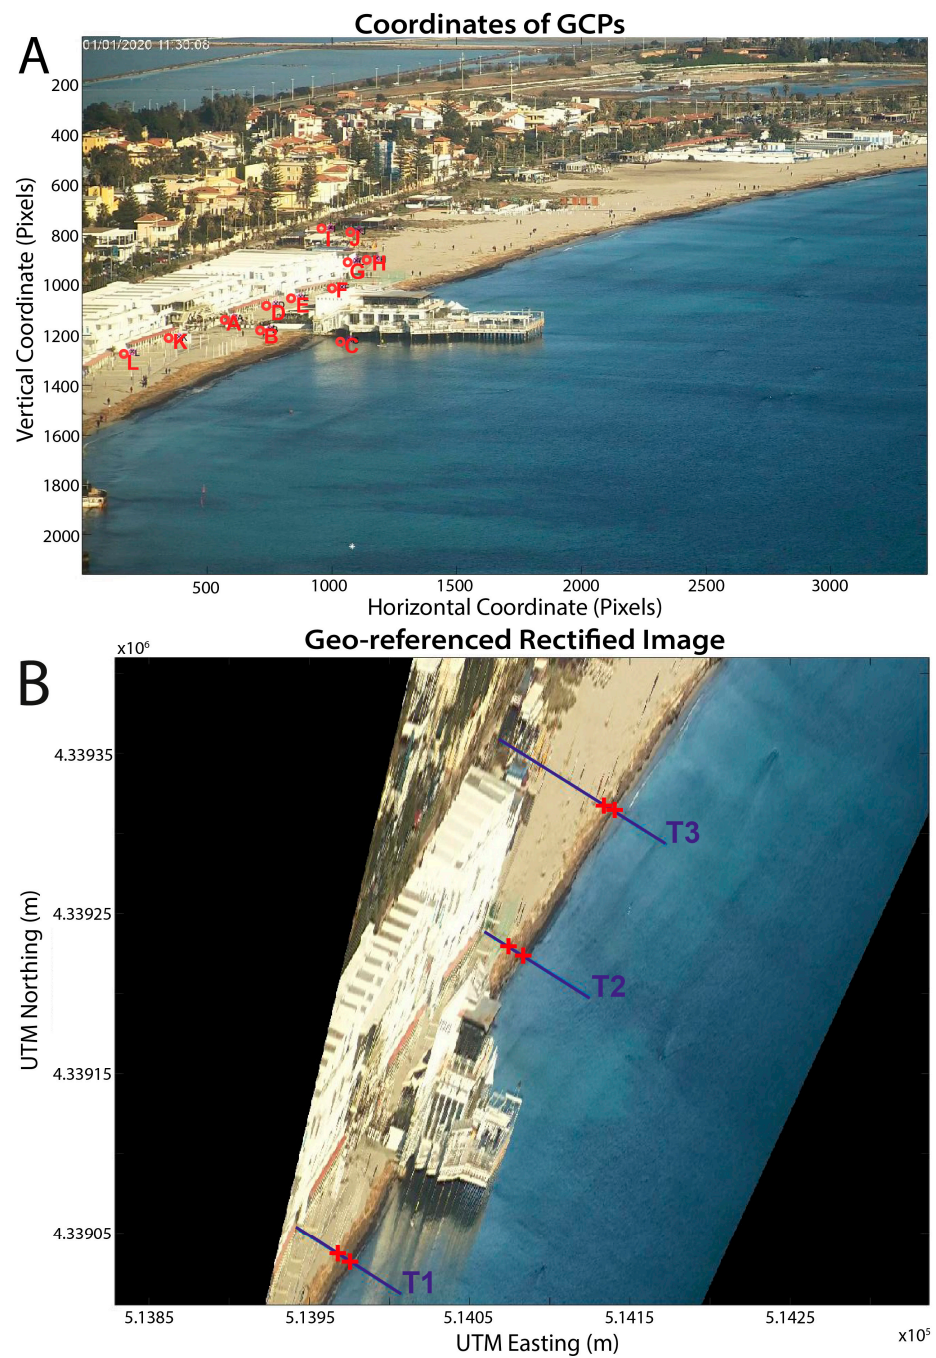 Coordinates of GCPs
A
01/01/2020 11:30:08
200
400
600
800
1000
1200
1400
1600
1800
2000
Vertical Coordinate (Pixels)
I
J
G
H
F
E
D
A
B
C
K
L
500
1000
1500
2000
2500
3000
Horizontal Coordinate (Pixels)
Geo-referenced Rectified Image
x10⁶
B
4.33935
4.33925
4.33915
4.33905
UTM Northing (m)
T3
T2
T1
5.1385
5.1395
5.1405
5.1415
5.1425
x10⁵
UTM Easting (m)